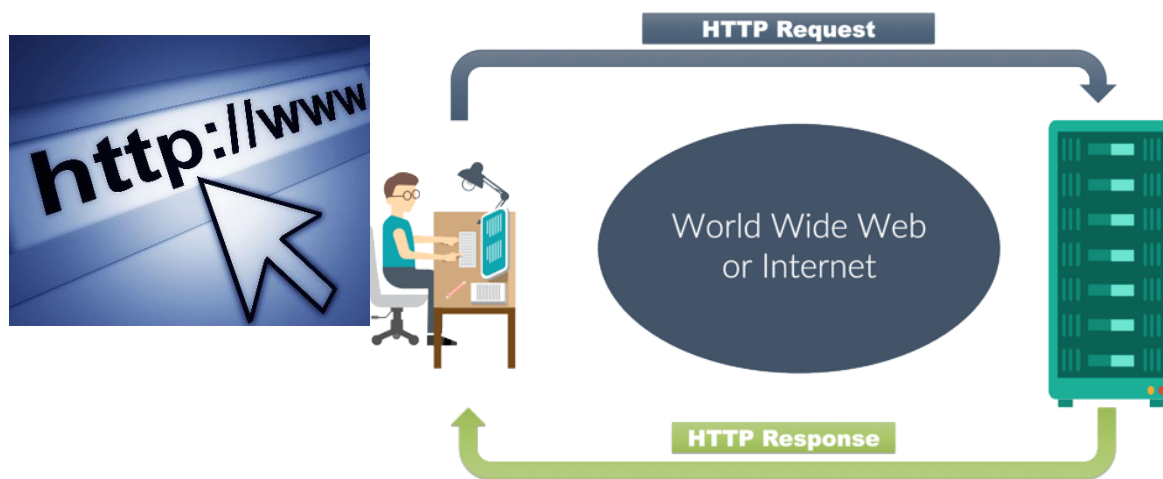 http://www
HTTP Request
World Wide Web
or Internet
HTTP Response